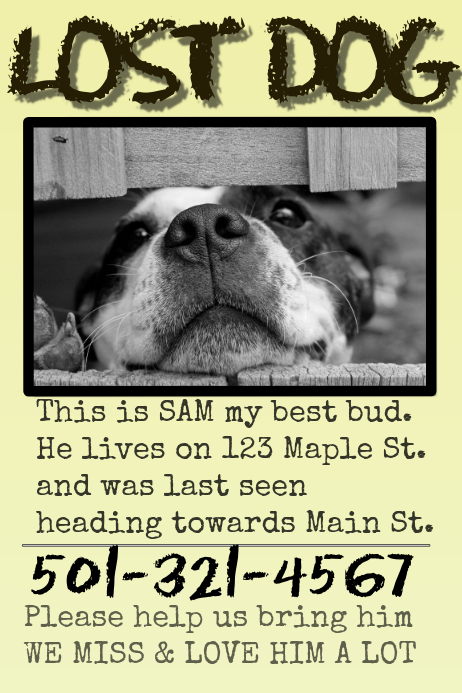 LOST DOG
This is SAM my best bud.
He lives on 123 Maple St.
and was last seen
heading towards Main St.
501-321-4567
Please help us bring him
WE MISS & LOVE HIM A LOT